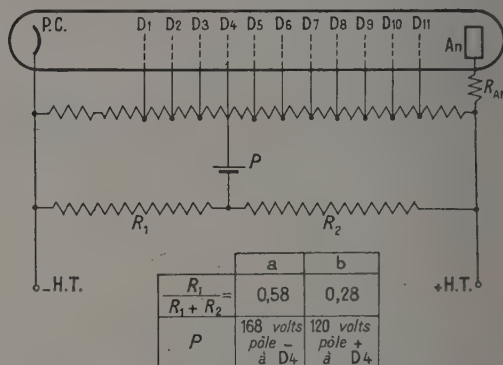 P.C. D1 D2 D3 D4 D5 D6 D7 D8 D9 D10 D11
An
R_AN
P
R₁ R₂
-H.T. +H.T.
a b
R₁ / R₁ + R₂ = 0,58 0,28
P 168 volts 120 volts
pôle – pôle +
à D4 à D4